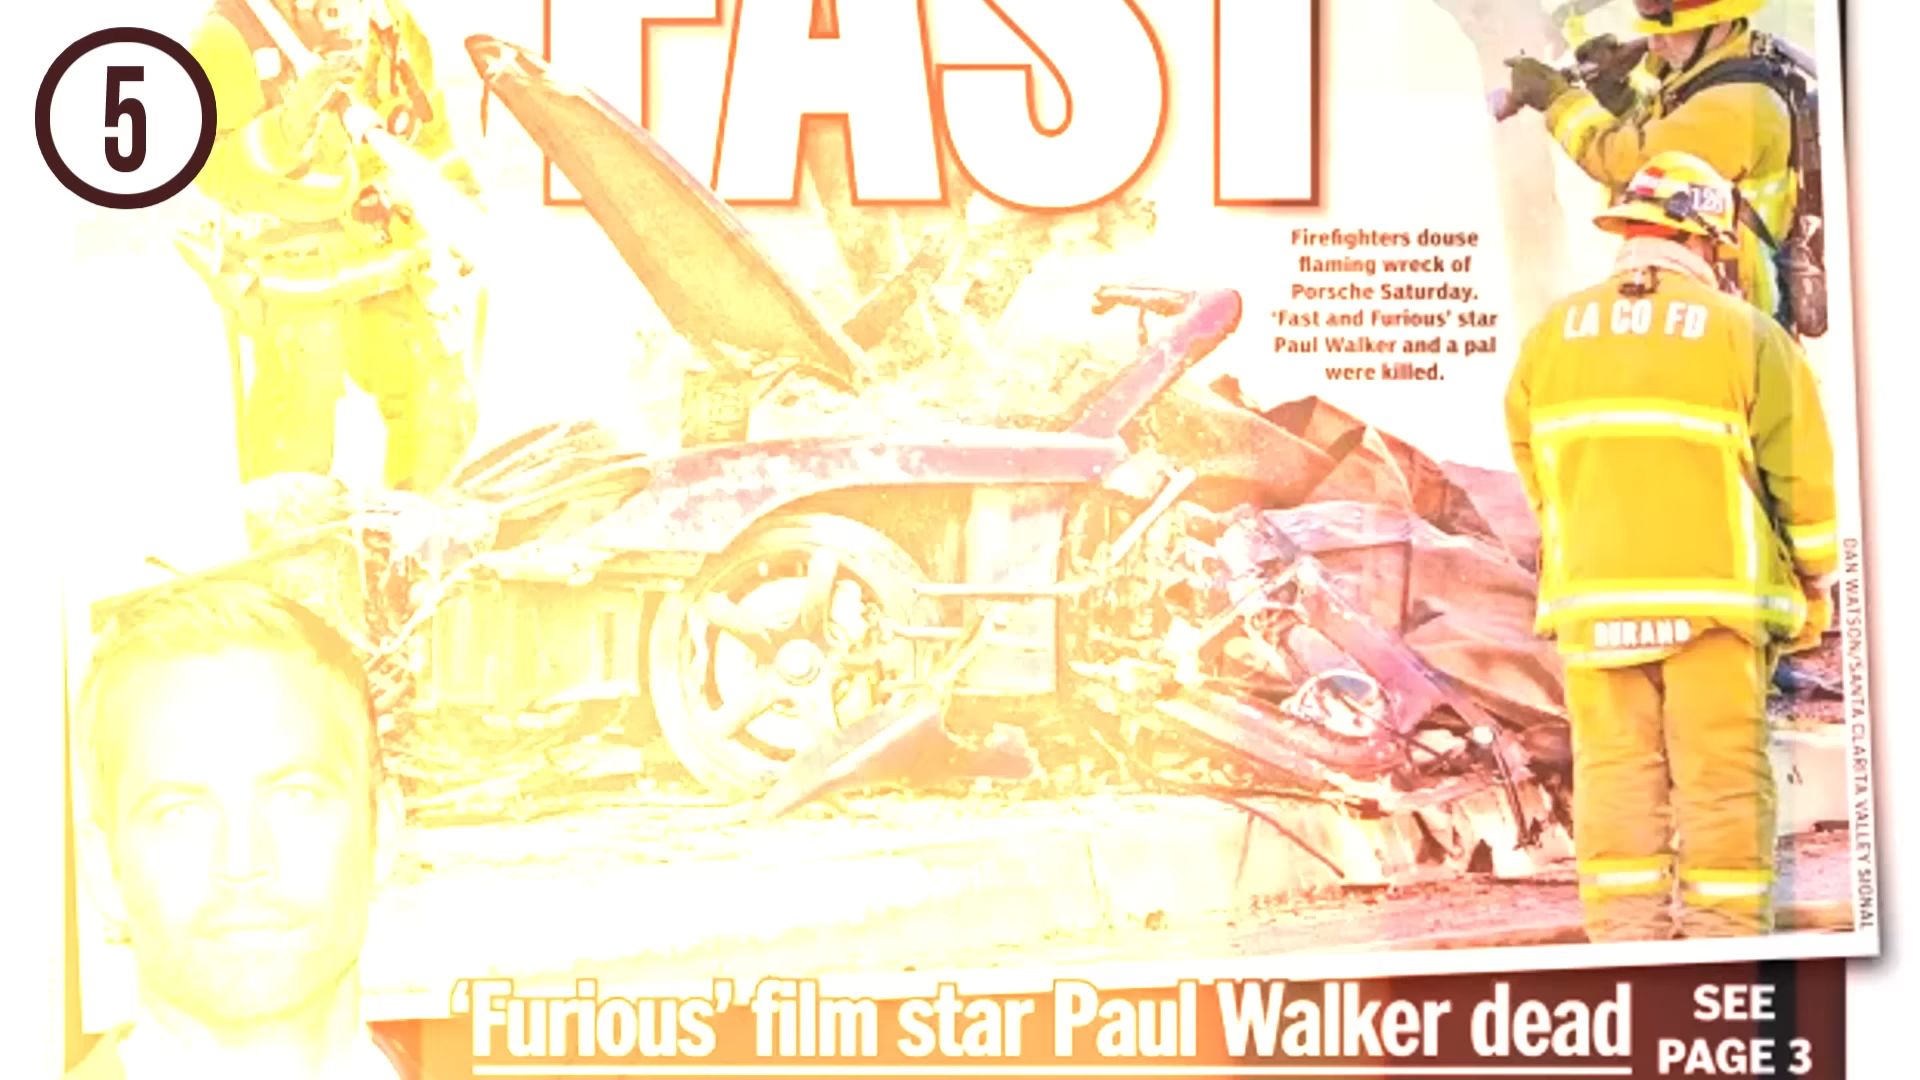 5
FAST
Firefighters douse
flaming wreck of
Porsche Saturday.
‘Fast and Furious’ star
Paul Walker and a pal
were killed.
128
LA CO FD
DURAND
DAN WATSON/SANTA CLARITA VALLEY SIGNAL
‘Furious’ film star Paul Walker dead
SEE
PAGE 3